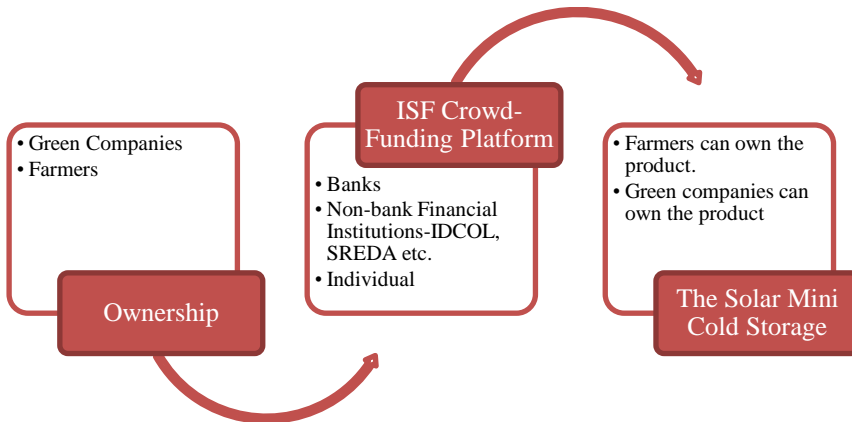 • Green Companies
• Farmers
Ownership
ISF Crowd-
Funding Platform
• Banks
• Non-bank Financial
Institutions-IDCOL,
SREDA etc.
• Individual
• Farmers can own the
product.
• Green companies can
own the product
The Solar Mini
Cold Storage